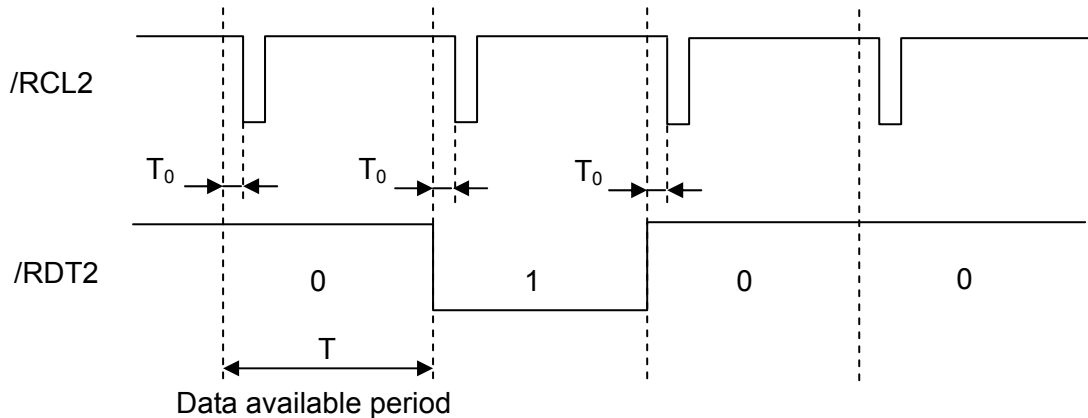 /RCL2
T₀ T₀ T₀
/RDT2
0 1 0 0
T
Data available period